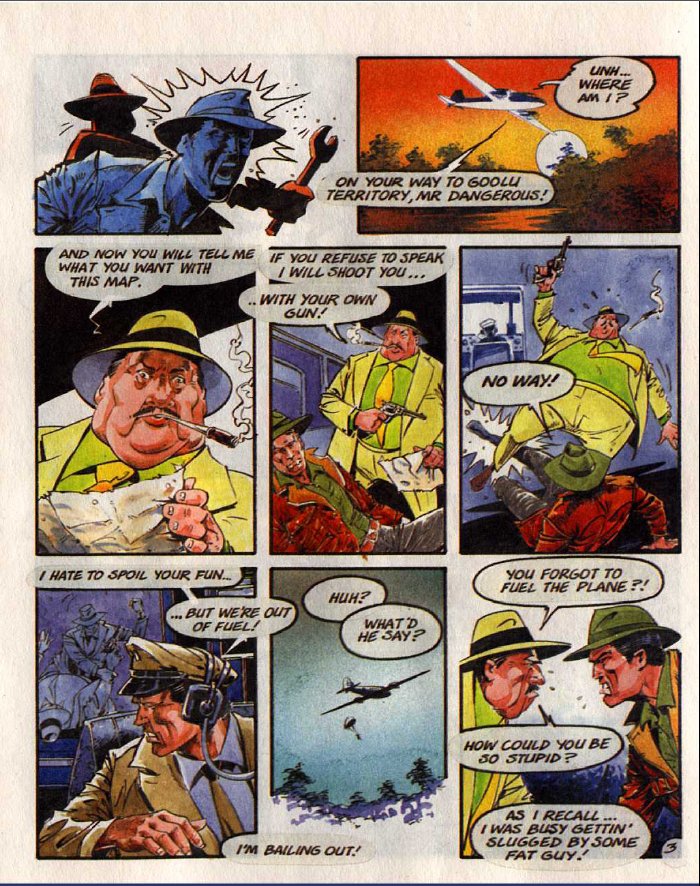 UNH...
WHERE
AM I?
ON YOUR WAY TO GOOLU
TERRITORY, MR DANGEROUS!
AND NOW YOU WILL TELL ME
WHAT YOU WANT WITH
THIS MAP.
IF YOU REFUSE TO SPEAK
I WILL SHOOT YOU...
..WITH YOUR OWN
GUN!
NO WAY!
I HATE TO SPOIL YOUR FUN...
...BUT WE'RE OUT
OF FUEL!
I'M BAILING OUT!
HUH?
WHAT'D
HE SAY?
YOU FORGOT TO
FUEL THE PLANE?!
HOW COULD YOU BE
SO STUPID?
AS I RECALL...
I WAS BUSY GETTIN'
SLUGGED BY SOME
FAT GUY!
3